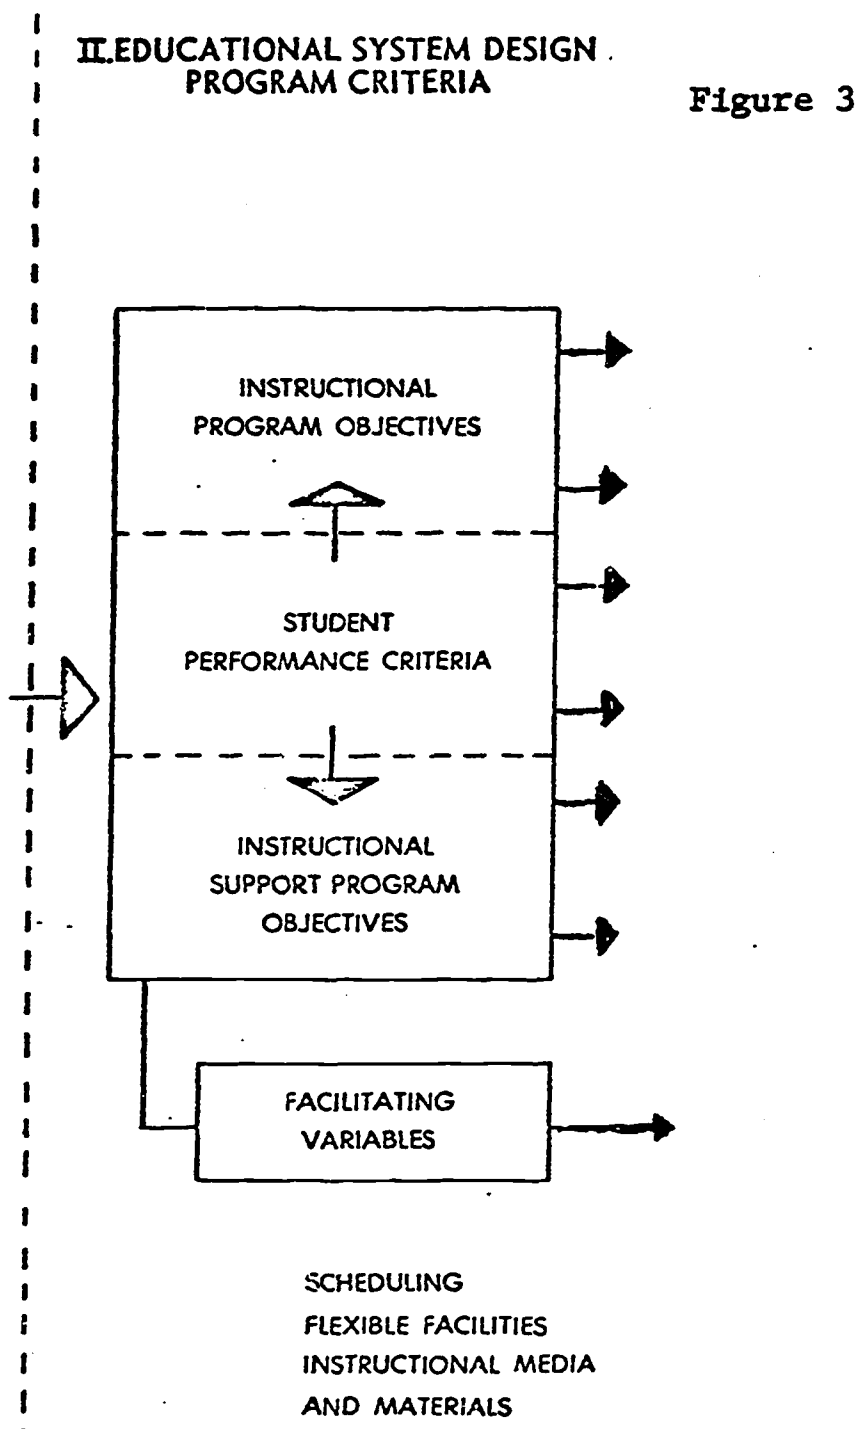 II.EDUCATIONAL SYSTEM DESIGN
PROGRAM CRITERIA
Figure 3
INSTRUCTIONAL
PROGRAM OBJECTIVES
STUDENT
PERFORMANCE CRITERIA
INSTRUCTIONAL
SUPPORT PROGRAM
OBJECTIVES
FACILITATING
VARIABLES
SCHEDULING
FLEXIBLE FACILITIES
INSTRUCTIONAL MEDIA
AND MATERIALS